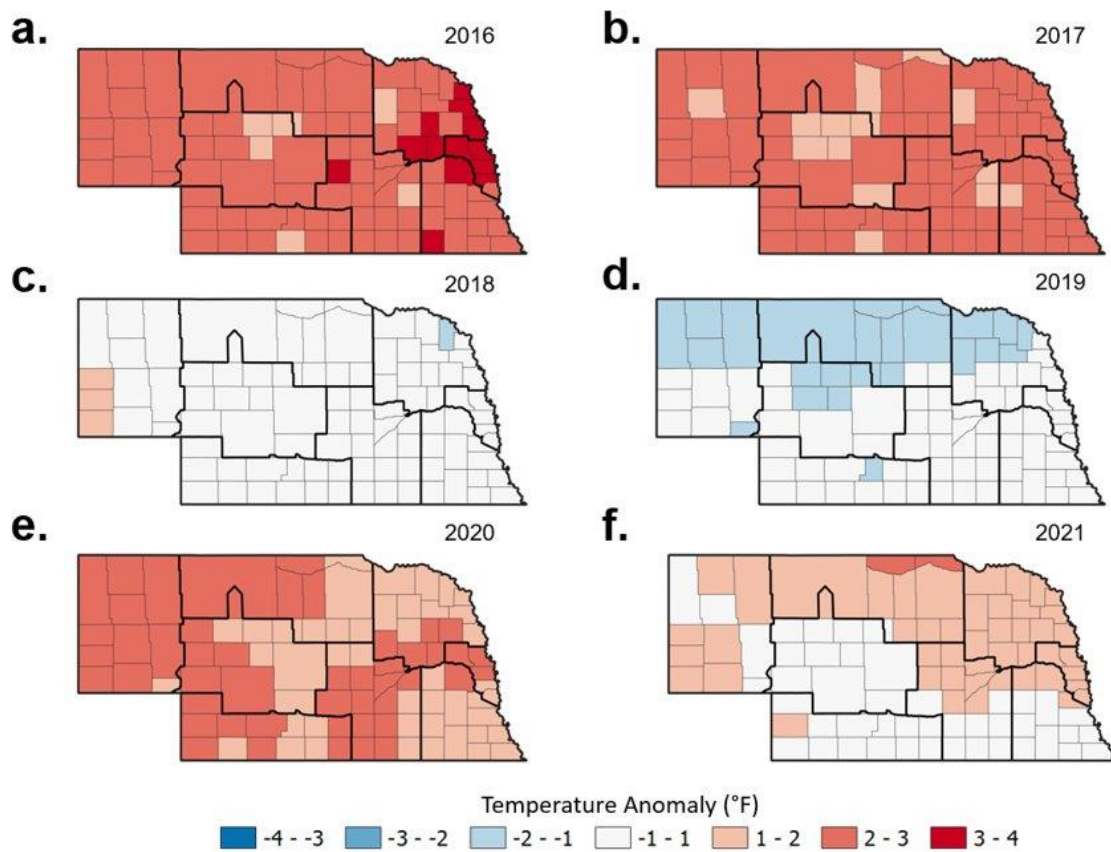 a. 2016
b. 2017
c. 2018
d. 2019
e. 2020
f. 2021
Temperature Anomaly (°F)
-4 - -3 -3 - -2 -2 - -1 -1 - 1 1 - 2 2 - 3 3 - 4